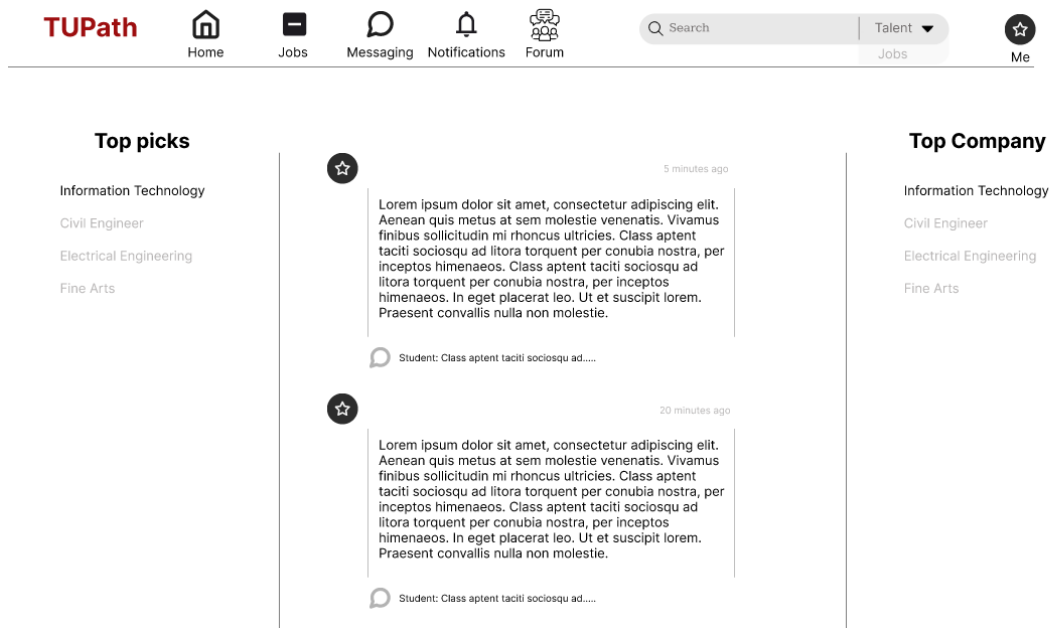 TUPath
Home
Jobs
Messaging
Notifications
Forum
Search
Talent
Jobs
Me
Top picks
Information Technology
Civil Engineer
Electrical Engineering
Fine Arts
5 minutes ago
Lorem ipsum dolor sit amet, consectetur adipiscing elit.
Aenean quis metus at sem molestie venenatis. Vivamus
finibus sollicitudin mi rhoncus ultricies. Class aptent
taciti sociosqu ad litora torquent per conubia nostra, per
inceptos himenaeos. Class aptent taciti sociosqu ad
litora torquent per conubia nostra, per inceptos
himenaeos. In eget placerat leo. Ut et suscipit lorem.
Praesent convallis nulla non molestie.
Student: Class aptent taciti sociosqu ad.....
20 minutes ago
Lorem ipsum dolor sit amet, consectetur adipiscing elit.
Aenean quis metus at sem molestie venenatis. Vivamus
finibus sollicitudin mi rhoncus ultricies. Class aptent
taciti sociosqu ad litora torquent per conubia nostra, per
inceptos himenaeos. Class aptent taciti sociosqu ad
litora torquent per conubia nostra, per inceptos
himenaeos. In eget placerat leo. Ut et suscipit lorem.
Praesent convallis nulla non molestie.
Student: Class aptent taciti sociosqu ad.....
Top Company
Information Technology
Civil Engineer
Electrical Engineering
Fine Arts